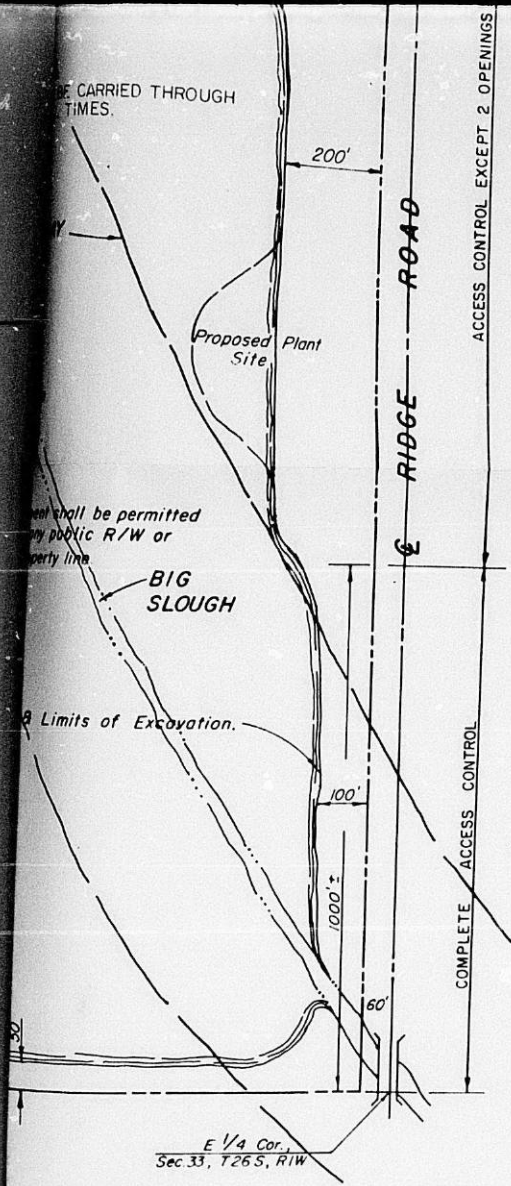 BE CARRIED THROUGH
TIMES.
200'
ACCESS CONTROL EXCEPT 2 OPENINGS
℄ RIDGE ROAD
Proposed Plant
Site
shall be permitted
public R/W or
line
BIG
SLOUGH
Limits of Excavation.
100'
1000'±
COMPLETE ACCESS CONTROL
60'
50'
E 1/4 Cor.,
Sec. 33, T26S, R1W